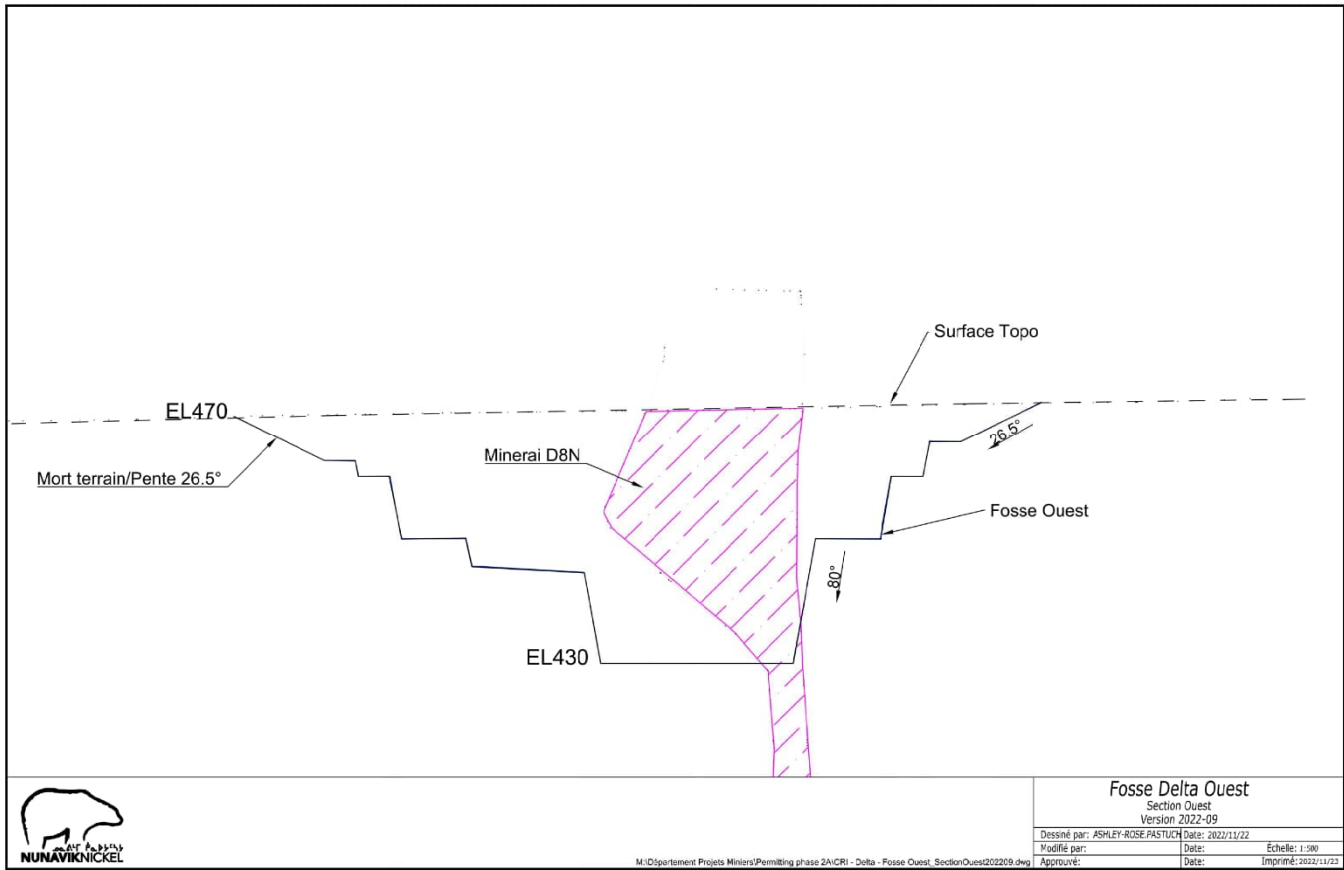 Surface Topo
EL470
26.5°
Minerai D8N
Mort terrain/Pente 26.5°
Fosse Ouest
80°
EL430
Fosse Delta Ouest
Section Ouest
Version 2022-09
Dessiné par: ASHLEY-ROSE.PASTUCH Date: 2022/11/22
Modifié par: Date: Échelle: 1:500
NUNAVIKNICKEL
M:\Département Projets Miniers\Permitting phase 2A\CRI - Delta - Fosse Ouest_SectionOuest202209.dwg
Approuvé: Date: Imprimé: 2022/11/23